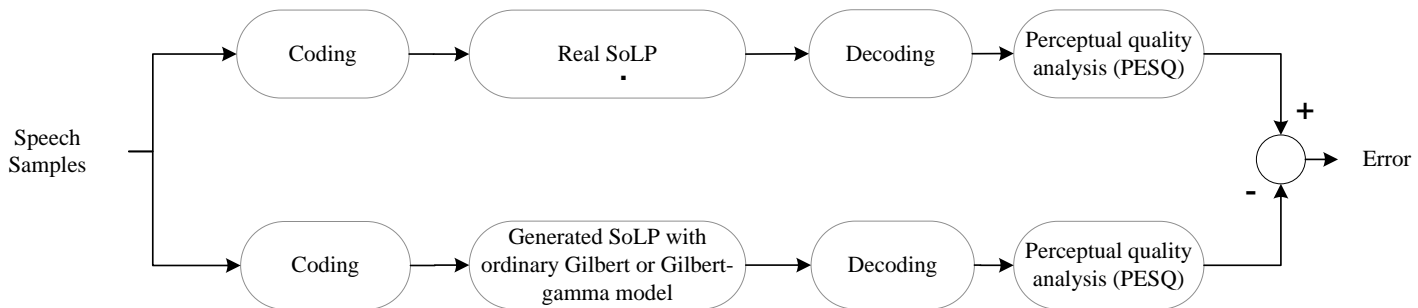 Coding
Real SoLP
Decoding
Perceptual quality
analysis (PESQ)
+
Speech
Samples
Error
-
Coding
Generated SoLP with
ordinary Gilbert or Gilbert-
gamma model
Decoding
Perceptual quality
analysis (PESQ)